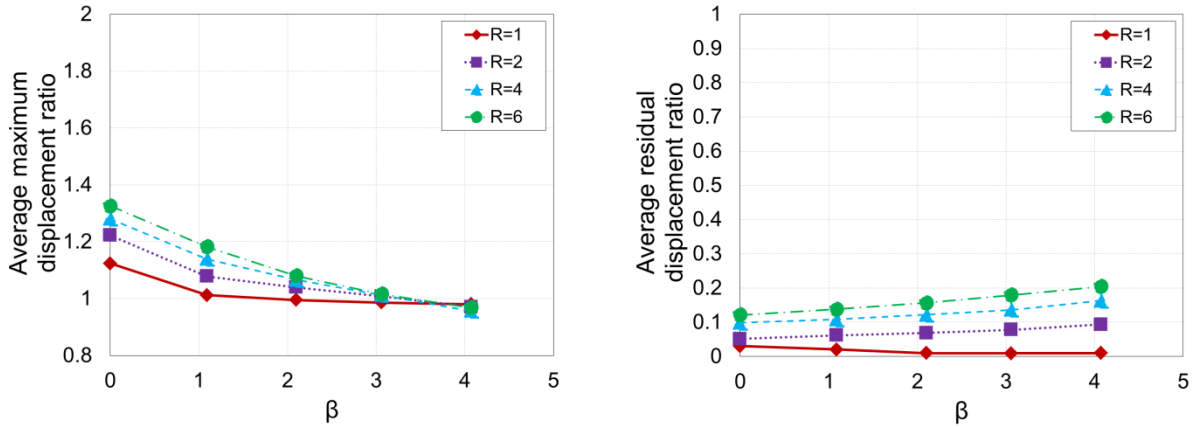 Average maximum
displacement ratio
2
1.8
1.6
1.4
1.2
1
0.8
0
1
2
3
4
5
β
R=1
R=2
R=4
R=6
Average residual
displacement ratio
1
0.9
0.8
0.7
0.6
0.5
0.4
0.3
0.2
0.1
0
0
1
2
3
4
5
β
R=1
R=2
R=4
R=6